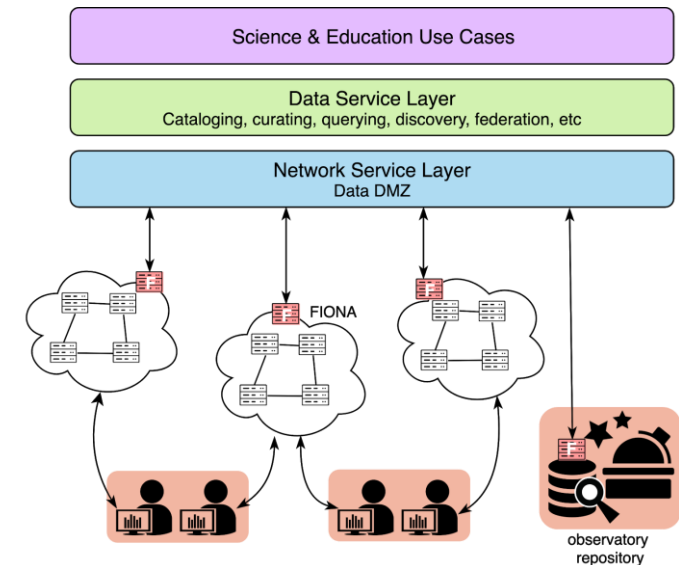 Science & Education Use Cases
Data Service Layer
Cataloging, curating, querying, discovery, federation, etc
Network Service Layer
Data DMZ
F
F
F
FIONA
F
observatory
repository